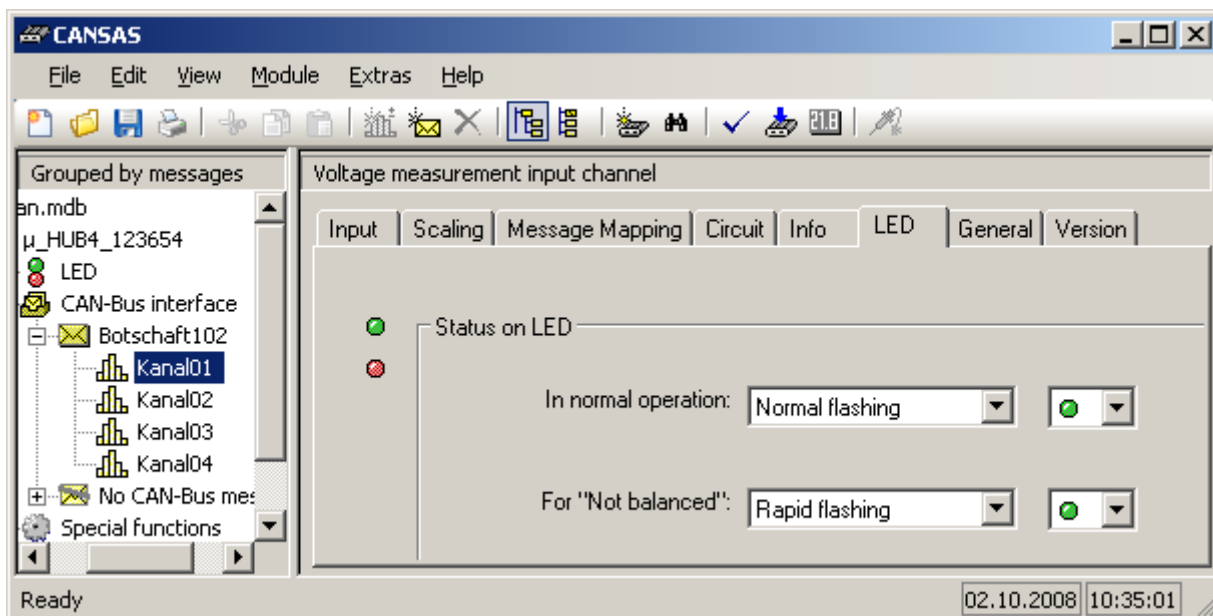 CANSAS
File Edit View Module Extras Help
21.8
Grouped by messages
an.mdb
µ_HUB4_123654
LED
CAN-Bus interface
Botschaft102
Kanal01
Kanal02
Kanal03
Kanal04
No CAN-Bus mes
Special functions
Voltage measurement input channel
Input Scaling Message Mapping Circuit Info LED General Version
Status on LED
In normal operation: Normal flashing
For "Not balanced": Rapid flashing
Ready 02.10.2008 10:35:01